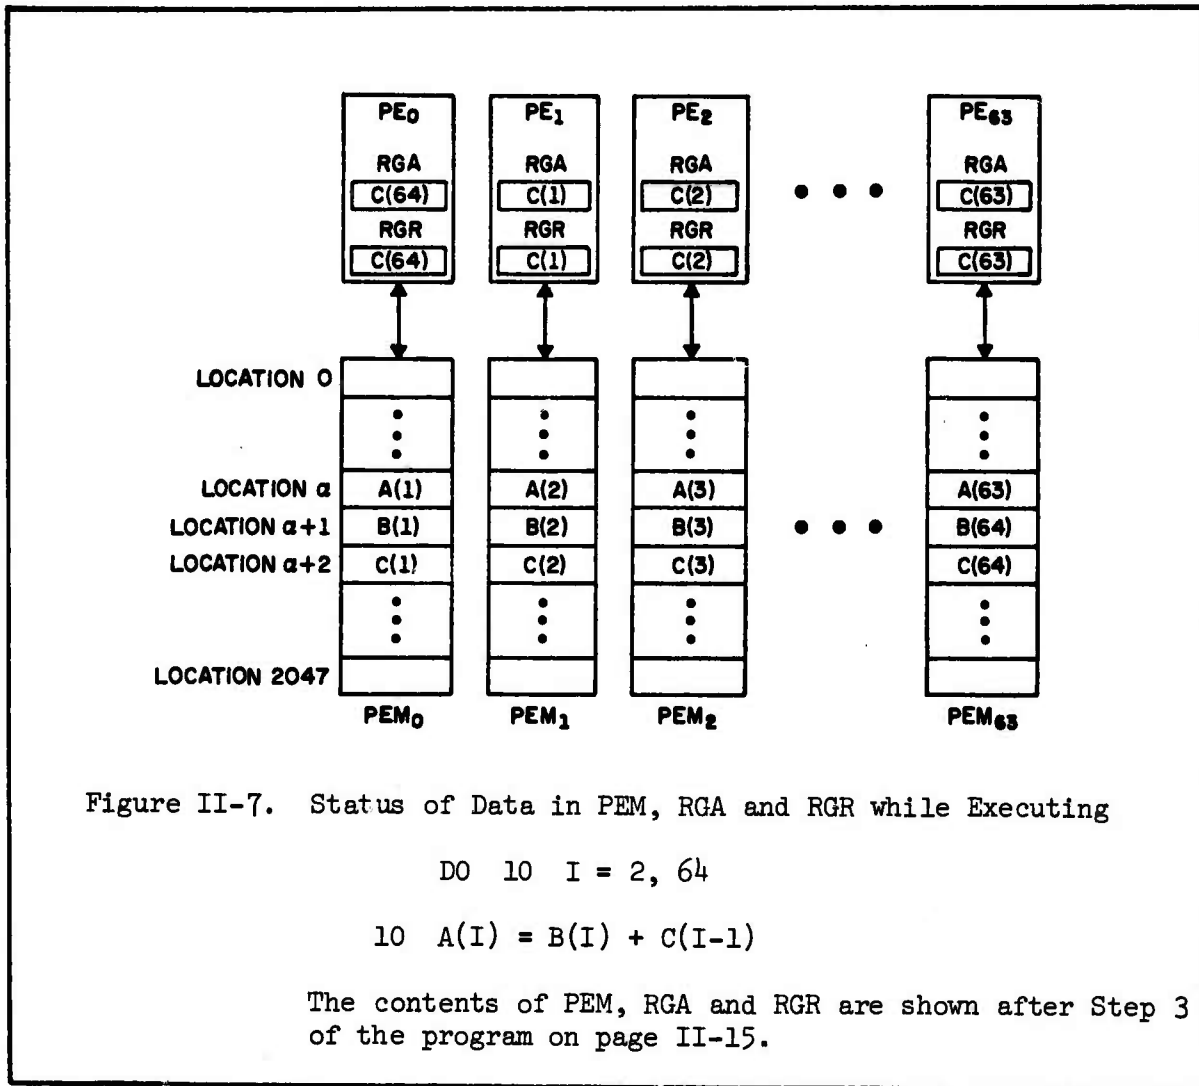 PE0 PE1 PE2 PE63
RGA RGA RGA RGA
C(64) C(1) C(2) • • • C(63)
RGR RGR RGR RGR
C(64) C(1) C(2) C(63)
LOCATION 0
LOCATION α A(1) A(2) A(3) A(63)
LOCATION α+1 B(1) B(2) B(3) • • • B(64)
LOCATION α+2 C(1) C(2) C(3) C(64)
LOCATION 2047
PEM0 PEM1 PEM2 PEM63
Figure II-7. Status of Data in PEM, RGA and RGR while Executing
DO 10 I = 2, 64
10 A(I) = B(I) + C(I-1)
The contents of PEM, RGA and RGR are shown after Step 3
of the program on page II-15.